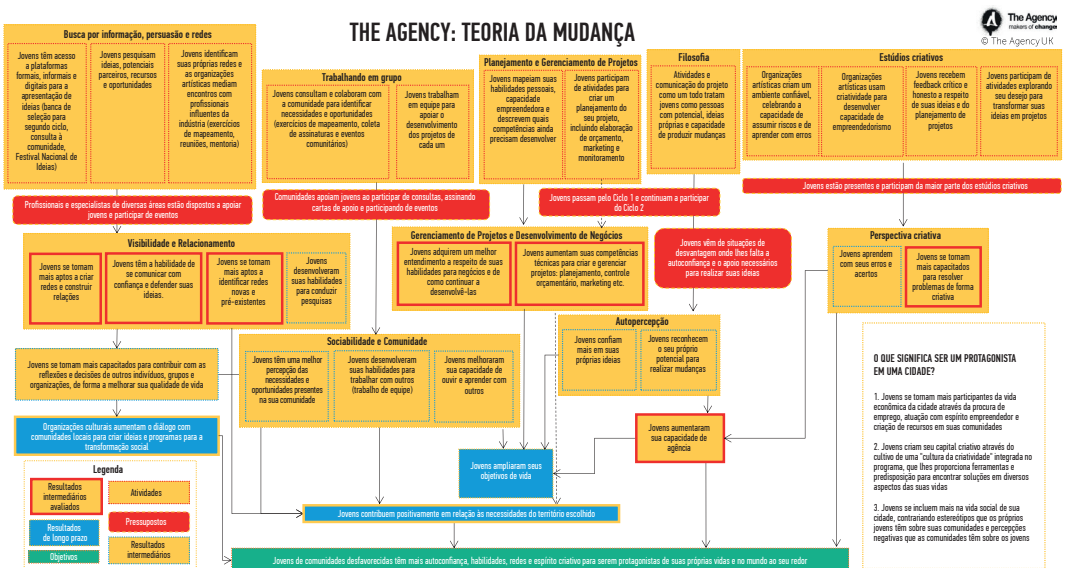 THE AGENCY: TEORIA DA MUDANÇA
The Agency
makers of change
© The Agency UK
Busca por informação, persuasão e redes
Jovens têm acesso
a plataformas
formais, informais e
digitais para a
apresentação de
ideias (banca de
seleção para
segundo ciclo,
consulta à
comunidade,
Festival Nacional de
Ideias)
Jovens pesquisam
ideias, potenciais
parceiros, recursos
e oportunidades
Jovens identificam
suas próprias redes e
as organizações
artísticas mediam
encontros com
profissionais
influentes da
indústria (exercícios
de mapeamento,
reuniões, mentoria)
Trabalhando em grupo
Jovens consultam e colaboram com
a comunidade para identificar
necessidades e oportunidades
(exercícios de mapeamento, coleta
de assinaturas e eventos
comunitários)
Jovens trabalham
em equipe para
apoiar o
desenvolvimento
dos projetos de
cada um
Planejamento e Gerenciamento de Projetos
Jovens mapeiam suas
habilidades pessoais,
capacidade
empreendedora e
descrevem quais
competências ainda
precisam desenvolver
Jovens participam
de atividades para
criar um
planejamento do
seu projeto,
incluindo elaboração
de orçamento,
marketing e
monitoramento
Filosofia
Atividades e
comunicação do projeto
como um todo tratam
jovens como pessoas
com potencial, ideias
próprias e capacidade
de produzir mudanças
Estúdios criativos
Organizações
artísticas criam um
ambiente confiável,
celebrando a
capacidade de
assumir riscos e de
aprender com erros
Organizações
artísticas usam
criatividade para
desenvolver
capacidade de
empreendedorismo
Jovens recebem
feedback crítico e
honesto a respeito
de suas ideias e do
planejamento de
projetos
Jovens participam de
atividades explorando
seu desejo para
transformar suas
ideias em projetos
Profissionais e especialistas de diversas áreas estão dispostos a apoiar
jovens e participar de eventos
Comunidades apoiam jovens ao participar de consultas, assinando
cartas de apoio e participando de eventos
Jovens passam pelo Ciclo 1 e continuam a participar
do Ciclo 2
Jovens estão presentes e participam da maior parte dos estúdios criativos
Visibilidade e Relacionamento
Jovens se tornam
mais aptos a criar
redes e construir
relações
Jovens têm a habilidade de
se comunicar com
confiança e defender suas
ideias.
Jovens se tornam
mais aptos a
identificar redes
novas e
pré-existentes
Jovens
desenvolveram
suas habilidades
para conduzir
pesquisas
Gerenciamento de Projetos e Desenvolvimento de Negócios
Jovens adquirem um melhor
entendimento a respeito de suas
habilidades para negócios e de
como continuar a
desenvolvê-las
Jovens aumentam suas competências
técnicas para criar e gerenciar
projetos: planejamento, controle
orçamentário, marketing etc.
Jovens vêm de situações de
desvantagem onde lhes falta a
autoconfiança e o apoio necessários
para realizar suas ideias
Perspectiva criativa
Jovens aprendem
com seus erros e
acertos
Jovens se tornam
mais capacitados
para resolver
problemas de forma
criativa
Sociabilidade e Comunidade
Jovens têm uma melhor
percepção das
necessidades e
oportunidades presentes
na sua comunidade
Jovens desenvolveram
suas habilidades para
trabalhar com outros
(trabalho de equipe)
Jovens melhoraram
sua capacidade de
ouvir e aprender com
outros
Autopercepção
Jovens confiam
mais em suas
próprias ideias
Jovens reconhecem
o seu próprio
potencial para
realizar mudanças
Jovens se tornam mais capacitados para contribuir com as
reflexões e decisões de outros indivíduos, grupos e
organizações, de forma a melhorar sua qualidade de vida
Organizações culturais aumentam o diálogo com
comunidades locais para criar ideias e programas para a
transformação social
Jovens aumentaram
sua capacidade de
agência
Jovens ampliaram seus
objetivos de vida
Jovens contribuem positivamente em relação às necessidades do território escolhido
Jovens de comunidades desfavorecidas têm mais autoconfiança, habilidades, redes e espírito criativo para serem protagonistas de suas próprias vidas e no mundo ao seu redor
Legenda
Resultados
intermediários
avaliados
Atividades
Resultados
de longo prazo
Pressupostos
Objetivos
Resultados
intermediários
O QUE SIGNIFICA SER UM PROTAGONISTA
EM UMA CIDADE?
1. Jovens se tornam mais participantes da vida
econômica da cidade através da procura de
emprego, atuação com espírito empreendedor e
criação de recursos em suas comunidades
2. Jovens criam seu capital criativo através do
cultivo de uma "cultura da criatividade" integrada no
programa, que lhes proporciona ferramentas e
predisposição para encontrar soluções em diversos
aspectos das suas vidas
3. Jovens se incluem mais na vida social de sua
cidade, contrariando estereótipos que os próprios
jovens têm sobre suas comunidades e percepções
negativas que as comunidades têm sobre os jovens